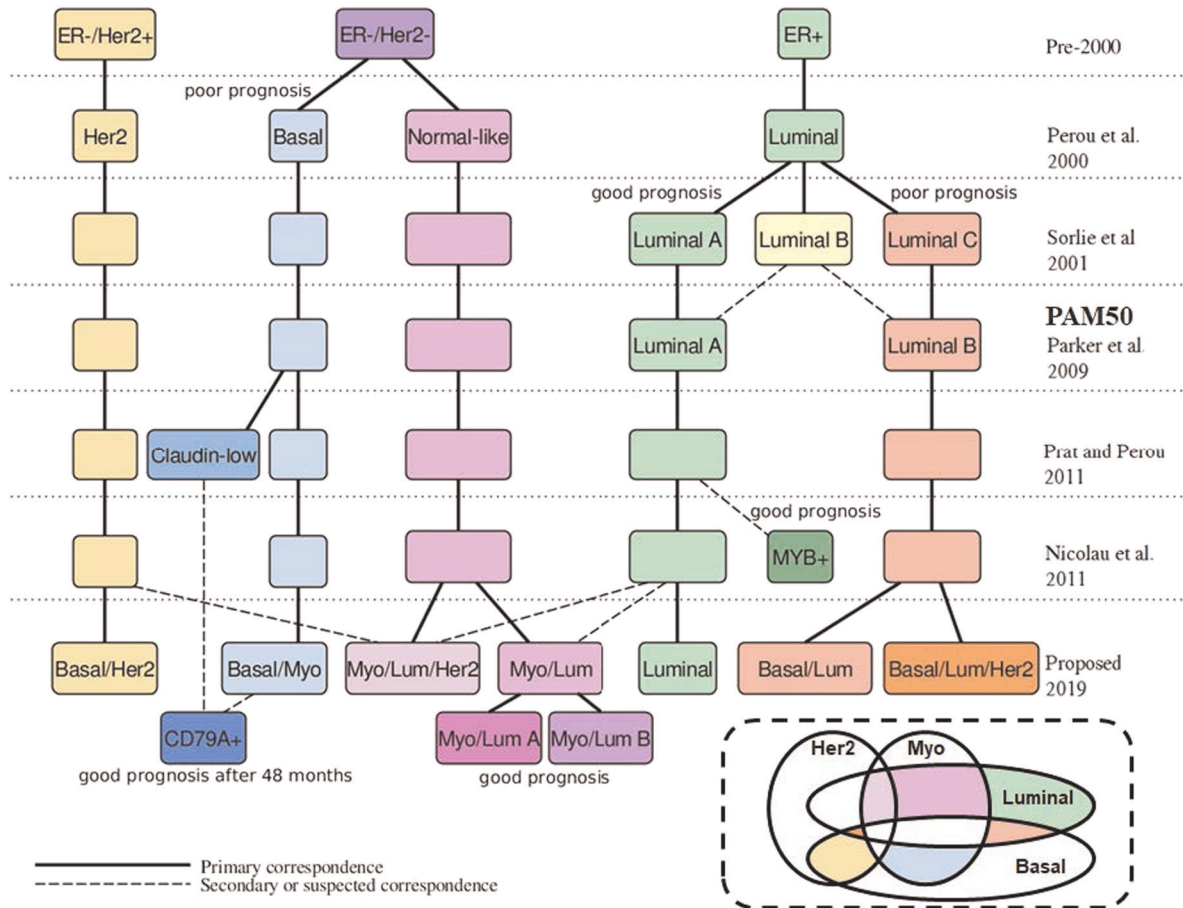 ER-/Her2+
ER-/Her2-
ER+
Pre-2000
poor prognosis
Her2
Basal
Normal-like
Luminal
Perou et al.
2000
good prognosis
poor prognosis
Luminal A
Luminal B
Luminal C
Sorlie et al
2001
PAM50
Luminal A
Luminal B
Parker et al.
2009
Claudin-low
Prat and Perou
2011
good prognosis
MYB+
Nicolau et al.
2011
Basal/Her2
Basal/Myo
Myo/Lum/Her2
Myo/Lum
Luminal
Basal/Lum
Basal/Lum/Her2
Proposed
2019
CD79A+
Myo/Lum A
Myo/Lum B
good prognosis after 48 months
good prognosis
Her2
Myo
Luminal
Basal
Primary correspondence
Secondary or suspected correspondence